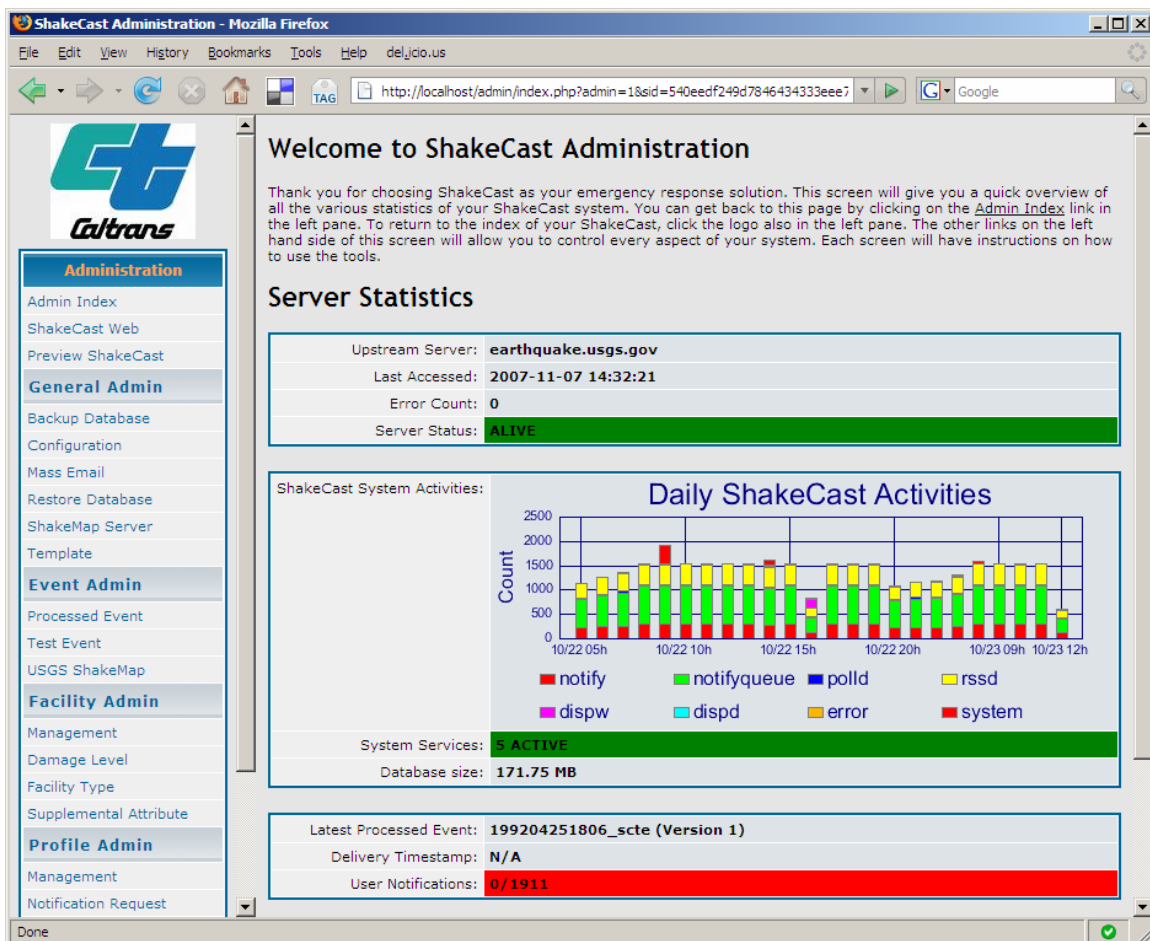 ShakeCast Administration - Mozilla Firefox
File Edit View History Bookmarks Tools Help del.icio.us
TAG http://localhost/admin/index.php?admin=1&sid=540eedf249d7846434333eee7 G Google
Caltrans
Administration
Admin Index
ShakeCast Web
Preview ShakeCast
General Admin
Backup Database
Configuration
Mass Email
Restore Database
ShakeMap Server
Template
Event Admin
Processed Event
Test Event
USGS ShakeMap
Facility Admin
Management
Damage Level
Facility Type
Supplemental Attribute
Profile Admin
Management
Notification Request
Welcome to ShakeCast Administration
Thank you for choosing ShakeCast as your emergency response solution. This screen will give you a quick overview of
all the various statistics of your ShakeCast system. You can get back to this page by clicking on the Admin Index link in
the left pane. To return to the index of your ShakeCast, click the logo also in the left pane. The other links on the left
hand side of this screen will allow you to control every aspect of your system. Each screen will have instructions on how
to use the tools.
Server Statistics
Upstream Server: earthquake.usgs.gov
Last Accessed: 2007-11-07 14:32:21
Error Count: 0
Server Status: ALIVE
ShakeCast System Activities:
Daily ShakeCast Activities
Count
2500
2000
1500
1000
500
0
10/22 05h 10/22 10h 10/22 15h 10/22 20h 10/23 09h 10/23 12h
notify notifyqueue polld rssd
dispw dispd error system
System Services: 5 ACTIVE
Database size: 171.75 MB
Latest Processed Event: 199204251806_scte (Version 1)
Delivery Timestamp: N/A
User Notifications: 0/1911
Done